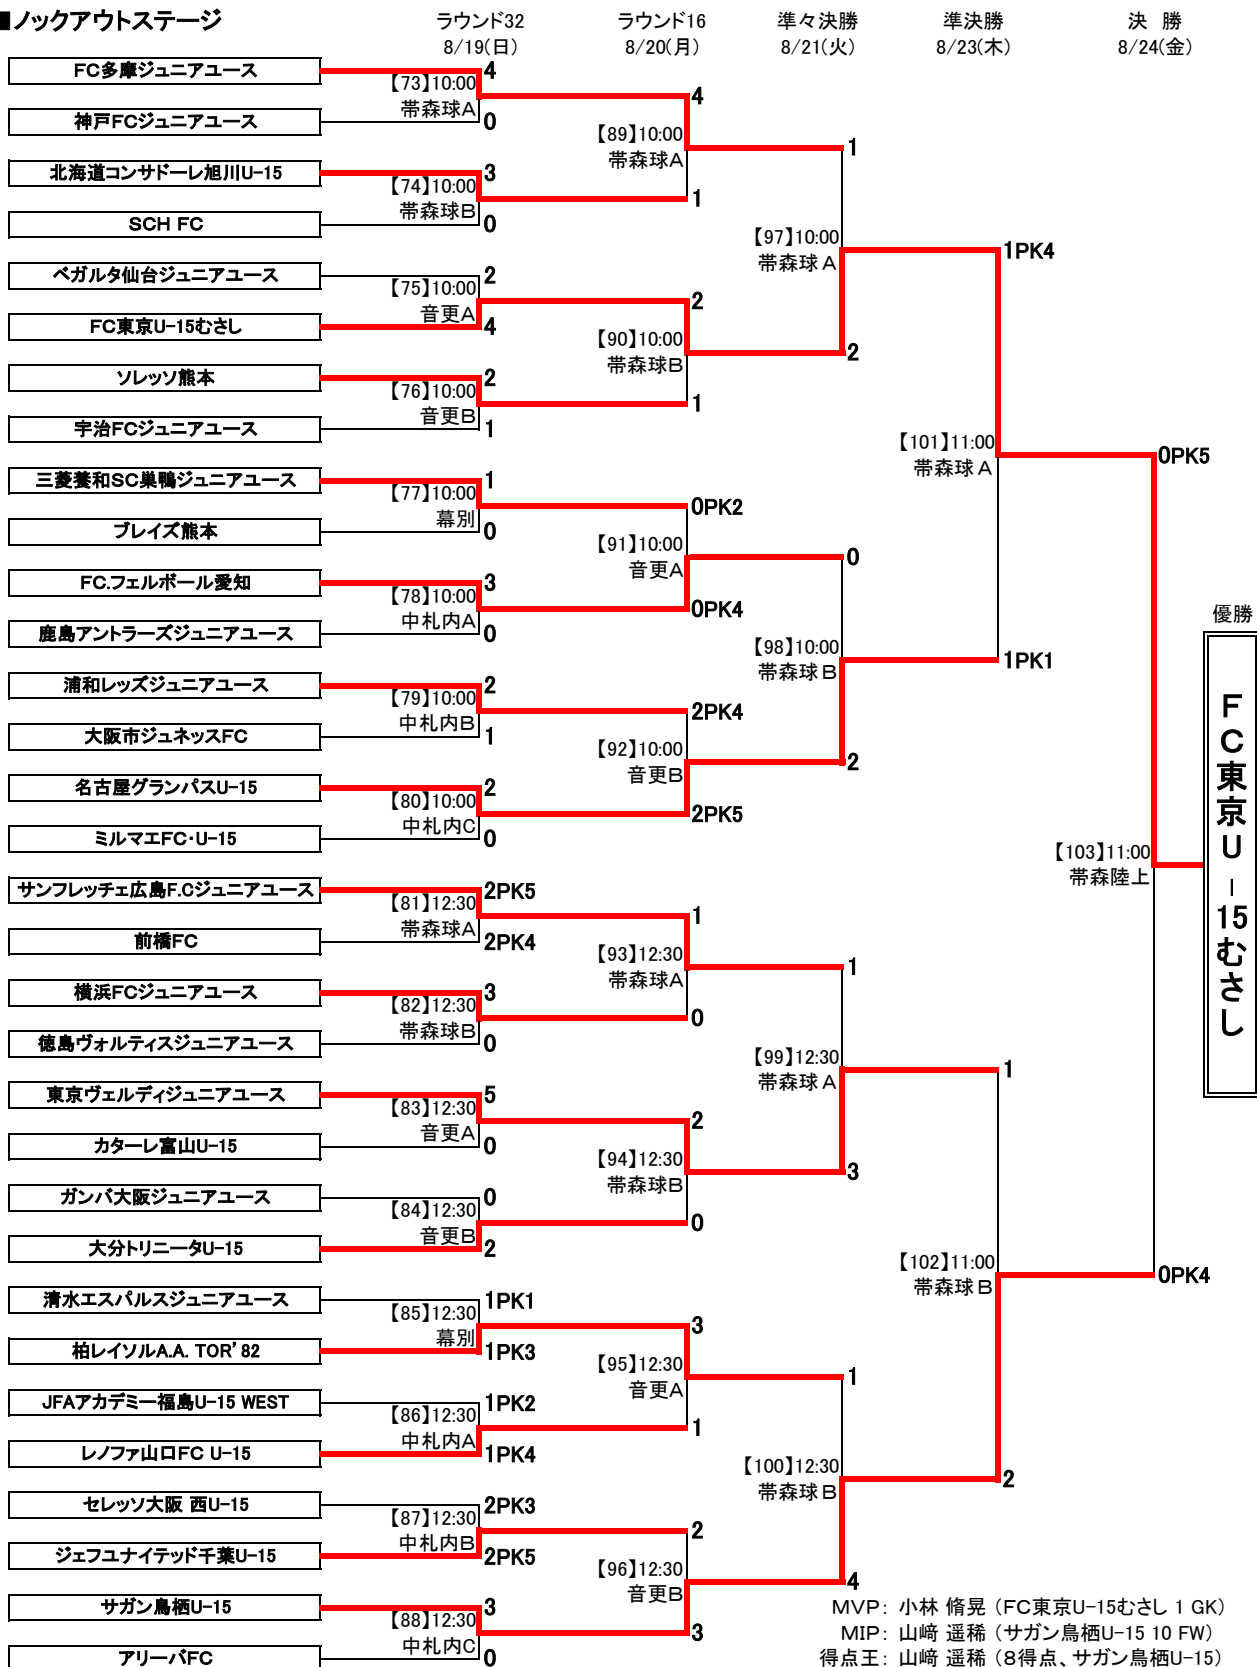 ■ノックアウトステージ
ラウンド32 ラウンド16 準々決勝 準決勝 決 勝
8/19(日) 8/20(月) 8/21(火) 8/23(木) 8/24(金)
FC多摩ジュニアユース 4
【73】10:00
帯森球A
神戸FCジュニアユース 0
4
【89】10:00
帯森球A
北海道コンサドーレ旭川U-15 3
【74】10:00
帯森球B
SCH FC 0
1
1
【97】10:00
帯森球A
ベガルタ仙台ジュニアユース 2
【75】10:00
音更A
FC東京U-15むさし 4
2
【90】10:00
帯森球B
ソレッソ熊本 2
【76】10:00
音更B
宇治FCジュニアユース 1
1
2
1PK4
【101】11:00
帯森球A
三菱養和SC巣鴨ジュニアユース 1
【77】10:00
幕別
ブレイズ熊本 0
0PK2
【91】10:00
音更A
FC.フェルボール愛知 3
【78】10:00
中札内A
鹿島アントラーズジュニアユース 0
0PK4
0
【98】10:00
帯森球B
浦和レッズジュニアユース 2
【79】10:00
中札内B
大阪市ジュネッスFC 1
2PK4
【92】10:00
音更B
名古屋グランパスU-15 2
【80】10:00
中札内C
ミルマエFC・U-15 0
2PK5
2
1PK1
0PK5
【103】11:00
帯森陸上
優勝
FC東京U-15むさし
サンフレッチェ広島F.Cジュニアユース 2PK5
【81】12:30
帯森球A
前橋FC 2PK4
1
【93】12:30
帯森球A
横浜FCジュニアユース 3
【82】12:30
帯森球B
徳島ヴォルティスジュニアユース 0
0
1
【99】12:30
帯森球A
東京ヴェルディジュニアユース 5
【83】12:30
音更A
カターレ富山U-15 0
2
【94】12:30
帯森球B
ガンバ大阪ジュニアユース 0
【84】12:30
音更B
大分トリニータU-15 2
0
3
1
【102】11:00
帯森球B
0PK4
清水エスパルスジュニアユース 1PK1
【85】12:30
幕別
柏レイソルA.A. TOR'82 1PK3
3
【95】12:30
音更A
JFAアカデミー福島U-15 WEST 1PK2
【86】12:30
中札内A
レノファ山口FC U-15 1PK4
1
1
【100】12:30
帯森球B
セレッソ大阪 西U-15 2PK3
【87】12:30
中札内B
ジェフユナイテッド千葉U-15 2PK5
2
【96】12:30
音更B
サガン鳥栖U-15 3
【88】12:30
中札内C
アリーバFC 0
3
4
2
MVP: 小林 脩晃 (FC東京U-15むさし 1 GK)
MIP: 山﨑 遥稀 (サガン鳥栖U-15 10 FW)
得点王: 山﨑 遥稀 (8得点、サガン鳥栖U-15)